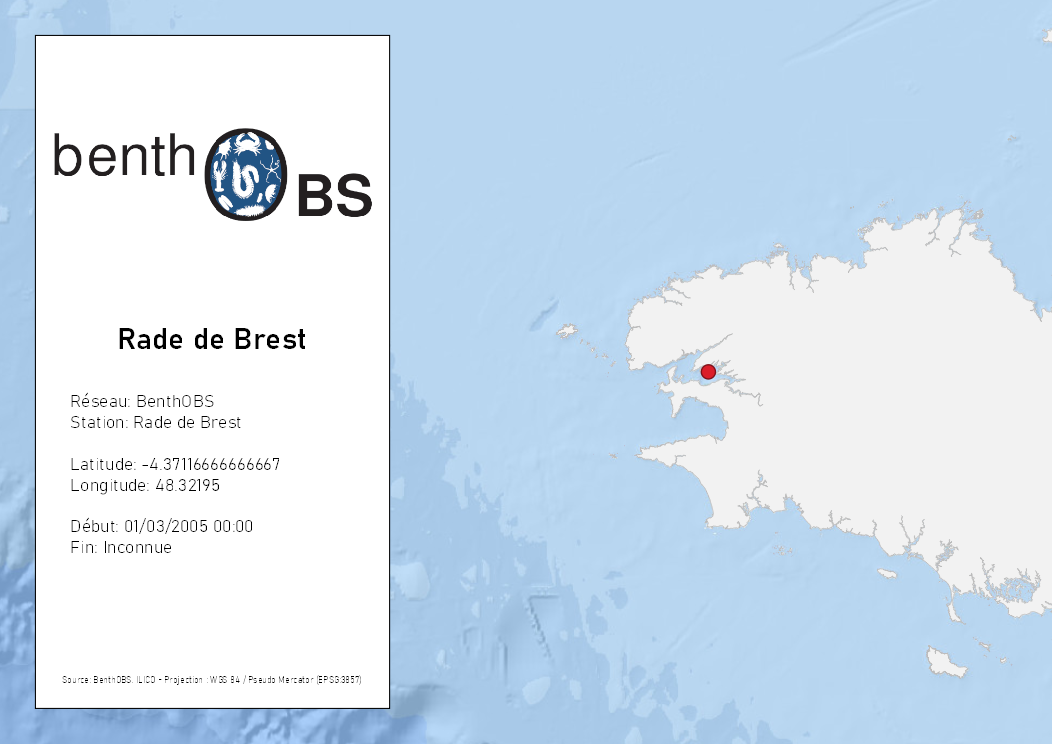 benthOBS
Rade de Brest
Réseau: BenthOBS
Station: Rade de Brest
Latitude: -4.37116666666667
Longitude: 48.32195
Début: 01/03/2005 00:00
Fin: Inconnue
Source: BenthOBS, ILICO - Projection : WGS 84 / Pseudo Mercator (EPSG:3857)